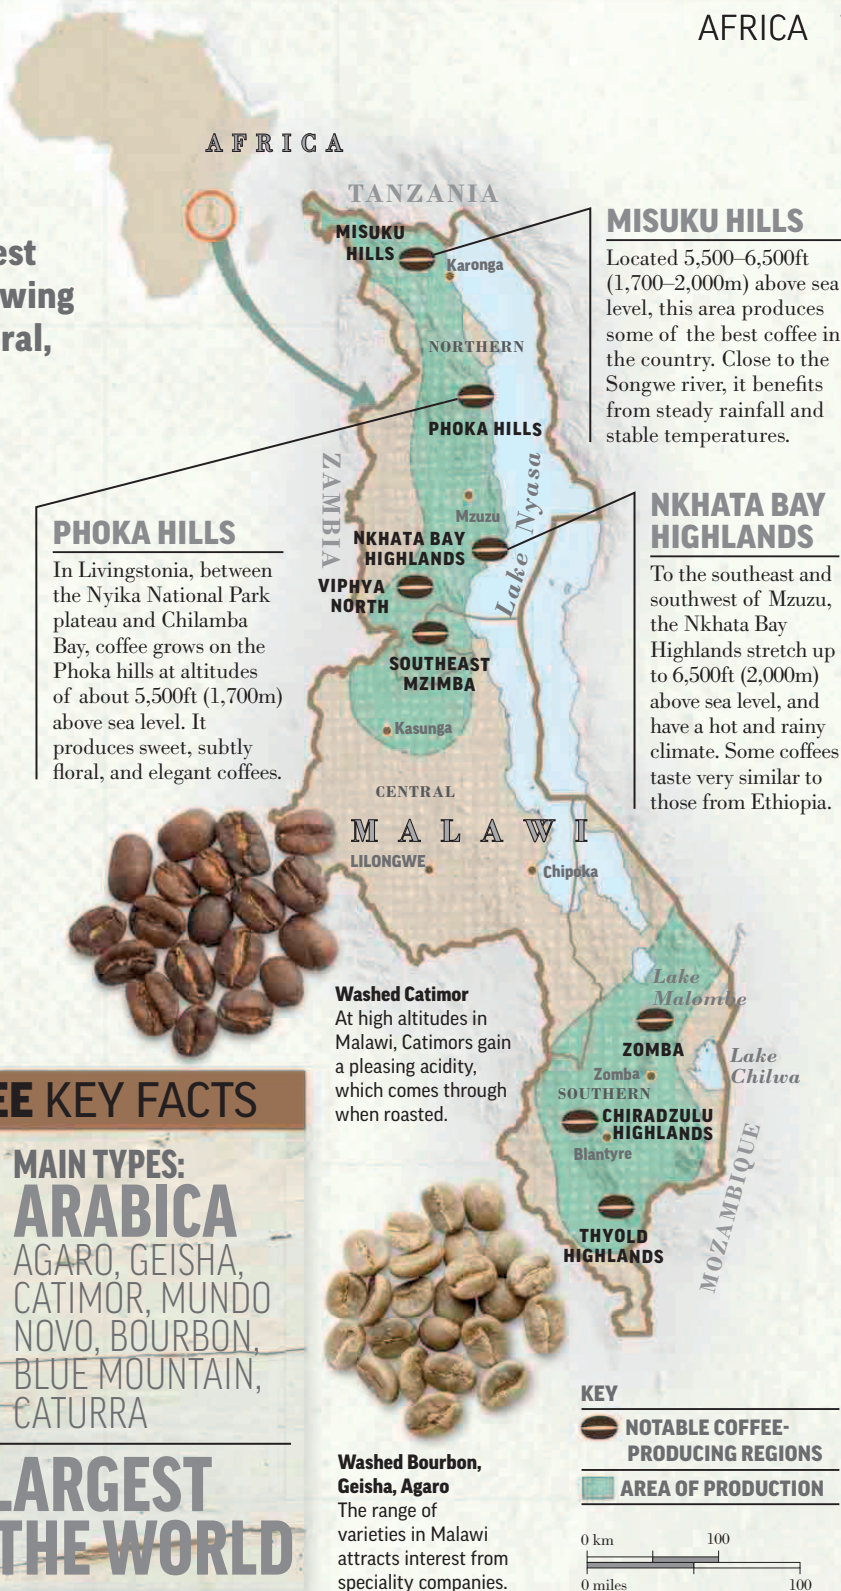 AFRICA
AFRICA
TANZANIA
MISUKU
HILLS
Karonga
MISUKU HILLS
Located 5,500–6,500ft
(1,700–2,000m) above sea
level, this area produces
some of the best coffee in
the country. Close to the
Songwe river, it benefits
from steady rainfall and
stable temperatures.
est
wing
ral,
NORTHERN
PHOKA HILLS
ZAMBIA
Mzuzu
Lake Nyasa
NKHATA BAY
HIGHLANDS
VIPHYA
NORTH
SOUTHEAST
MZIMBA
Kasunga
PHOKA HILLS
In Livingstonia, between
the Nyika National Park
plateau and Chilamba
Bay, coffee grows on the
Phoka hills at altitudes
of about 5,500ft (1,700m)
above sea level. It
produces sweet, subtly
floral, and elegant coffees.
NKHATA BAY
HIGHLANDS
To the southeast and
southwest of Mzuzu,
the Nkhata Bay
Highlands stretch up
to 6,500ft (2,000m)
above sea level, and
have a hot and rainy
climate. Some coffees
taste very similar to
those from Ethiopia.
CENTRAL
MALAWI
LILONGWE
Chipoka
Washed Catimor
At high altitudes in
Malawi, Catimors gain
a pleasing acidity,
which comes through
when roasted.
Lake
Malombe
ZOMBA
Zomba
Lake
Chilwa
SOUTHERN
CHIRADZULU
HIGHLANDS
Blantyre
THYOLD
HIGHLANDS
MOZAMBIQUE
EE KEY FACTS
MAIN TYPES:
ARABICA
AGARO, GEISHA,
CATIMOR, MUNDO
NOVO, BOURBON,
BLUE MOUNTAIN,
CATURRA
LARGEST
THE WORLD
Washed Bourbon,
Geisha, Agaro
The range of
varieties in Malawi
attracts interest from
speciality companies.
KEY
NOTABLE COFFEE-
PRODUCING REGIONS
AREA OF PRODUCTION
0 km 100
0 miles 100